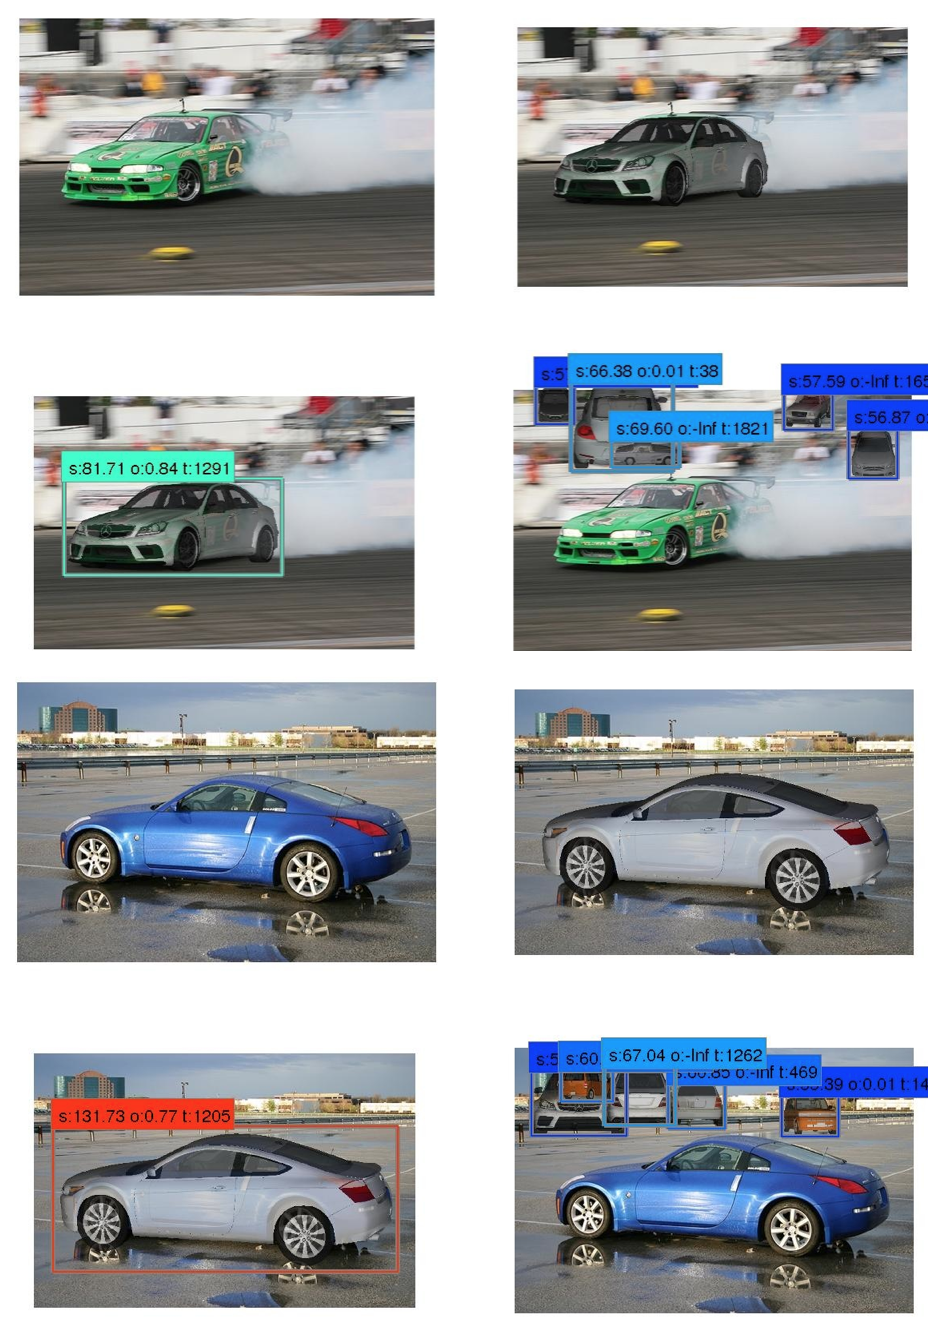 s:81.71 o:0.84 t:1291
s:5
s:66.38 o:0.01 t:38
s:57.59 o:-Inf t:165
s:69.60 o:-Inf t:1821
s:56.87 o:
Q
s:131.73 o:0.77 t:1205
s:5
s:60.
s:67.04 o:-Inf t:1262
-Inf t:469
.39 o:0.01 t:14